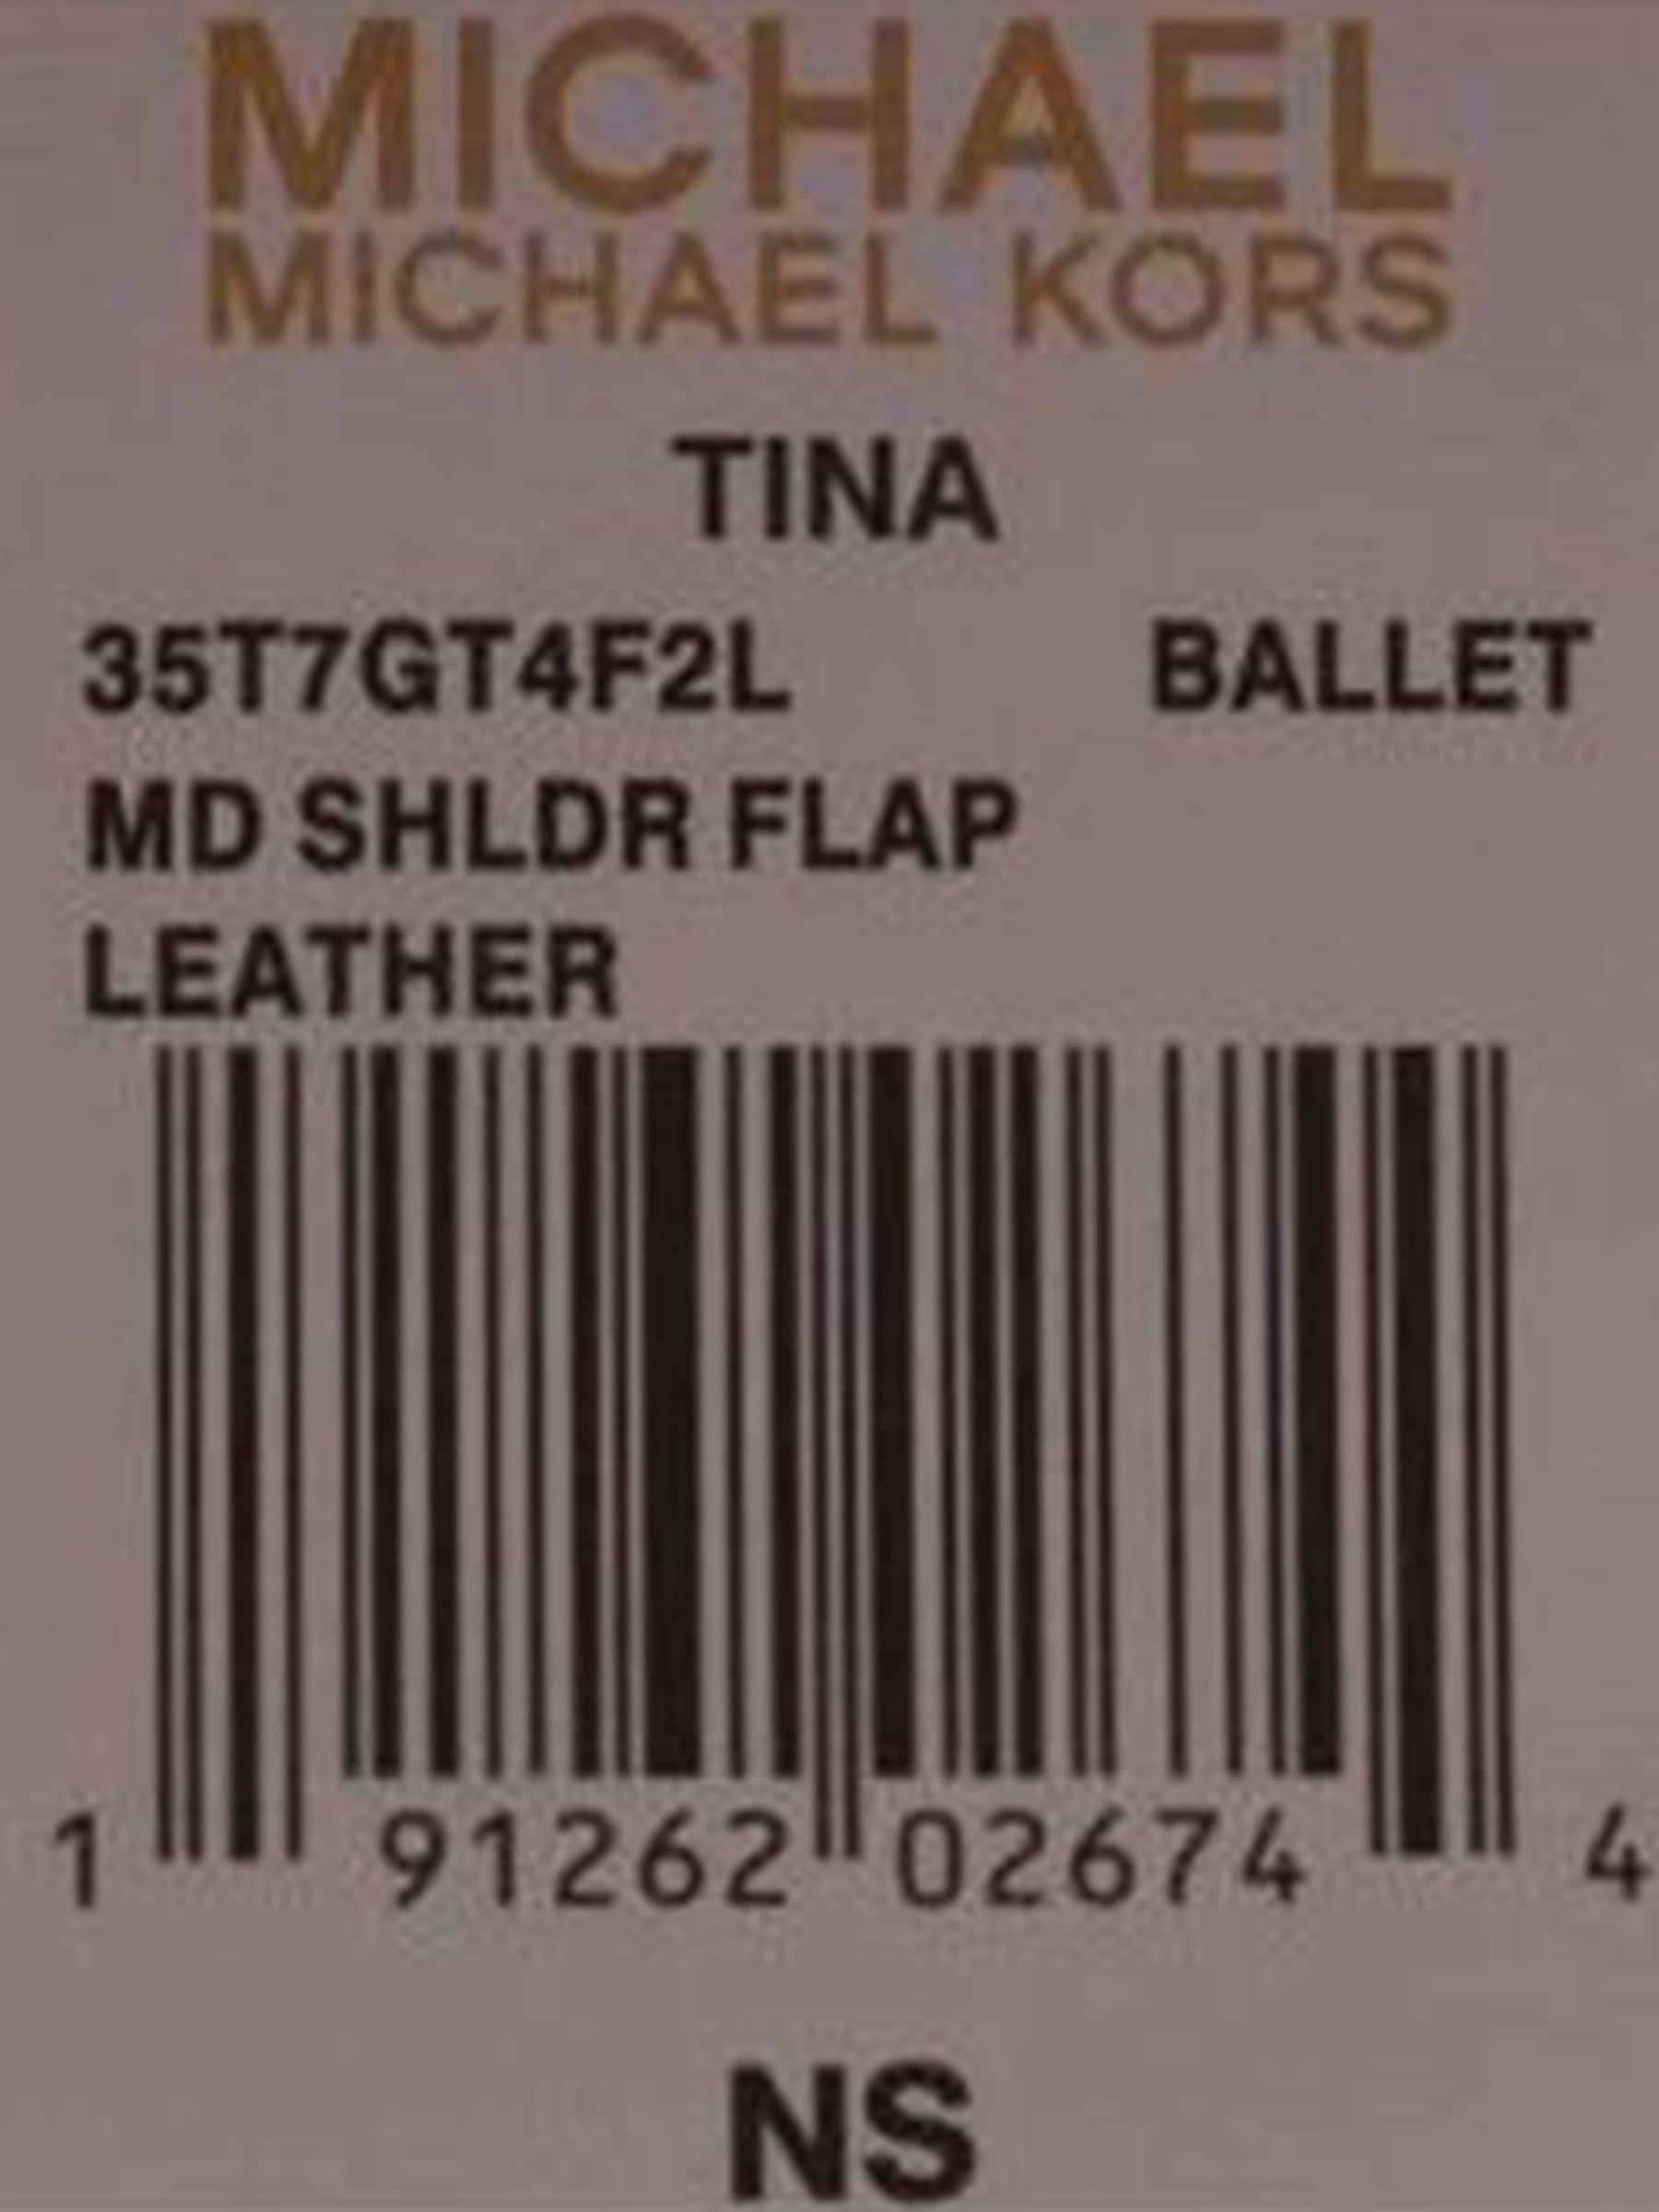 MICHAEL
MICHAEL KORS
TINA
35T7GT4F2L BALLET
MD SHLDR FLAP
LEATHER
1 91262 02674 4
NS